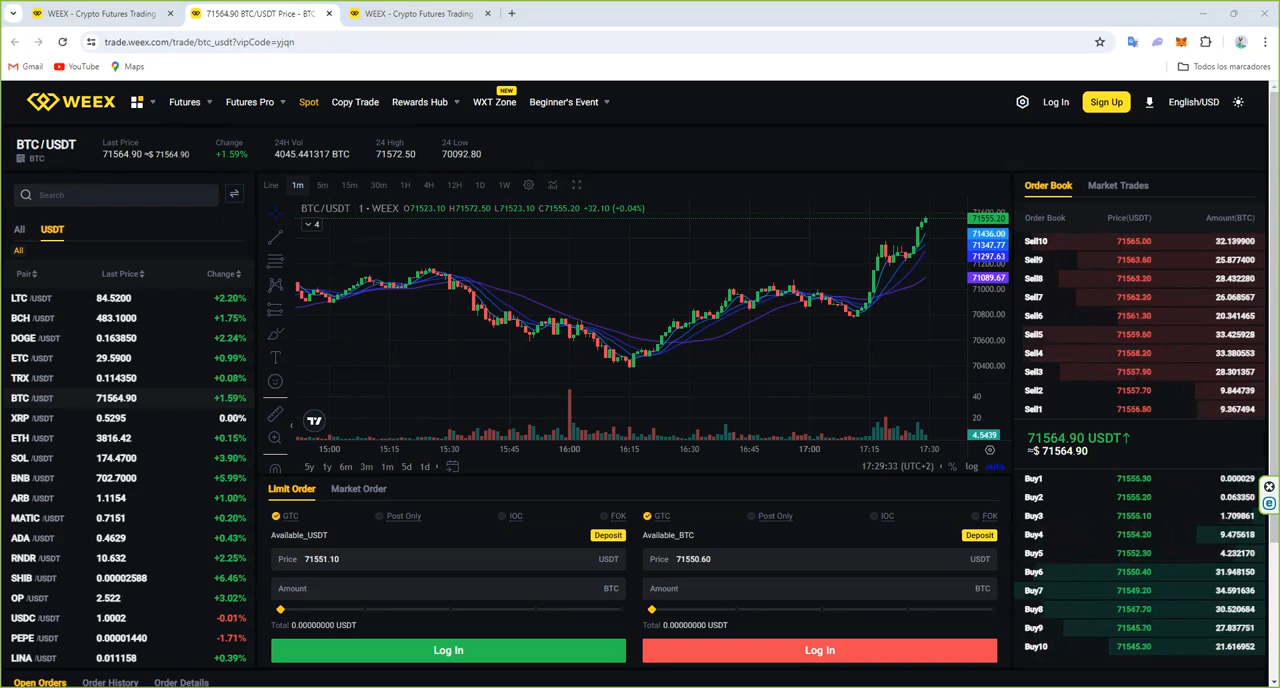 WEEX - Crypto Futures Trading
71564.90 BTC/USDT Price - BTC
WEEX - Crypto Futures Trading
trade.weex.com/trade/btc_usdt?vipCode=yjqn
Gmail YouTube Maps Todos los marcadores
NEW
WEEX Futures Futures Pro Spot Copy Trade Rewards Hub WXT Zone Beginner's Event Log In Sign Up English/USD
BTC/USDT Last Price Change 24H Vol 24 High 24 Low
BTC 71564.90 ≈$ 71564.90 +1.59% 4045.441317 BTC 71572.50 70092.80
Search
All USDT
All
Pair Last Price Change
LTC /USDT 84.5200 +2.20%
BCH /USDT 483.1000 +1.75%
DOGE /USDT 0.163850 +2.24%
ETC /USDT 29.5900 +0.99%
TRX /USDT 0.114350 +0.08%
BTC /USDT 71564.90 +1.59%
XRP /USDT 0.5295 0.00%
ETH /USDT 3816.42 +0.15%
SOL /USDT 174.4700 +3.90%
BNB /USDT 702.7000 +5.99%
ARB /USDT 1.1154 +1.00%
MATIC /USDT 0.7151 +0.20%
ADA /USDT 0.4629 +0.43%
RNDR /USDT 10.632 +2.25%
SHIB /USDT 0.00002588 +6.46%
OP /USDT 2.522 +3.02%
USDC /USDT 1.0002 -0.01%
PEPE /USDT 0.00001440 -1.71%
LINA /USDT 0.011158 +0.39%
Line 1m 5m 15m 30m 1H 4H 12H 1D 1W
BTC/USDT · 1 · WEEX O71523.10 H71572.50 L71523.10 C71555.20 +32.10 (+0.04%)
4
71555.20
71436.00
71347.77
71297.63
71200.00
71089.67
71000.00
70800.00
70600.00
70400.00
40
20
4.5439
15:00 15:15 15:30 15:45 16:00 16:15 16:30 16:45 17:00 17:15 17:30
5y 1y 6m 3m 1m 5d 1d 17:29:33 (UTC+2) % log auto
Limit Order Market Order
GTC Post Only IOC FOK
Available_USDT Deposit
Price 71551.10 USDT
Amount BTC
Total 0.00000000 USDT
Log In
GTC Post Only IOC FOK
Available_BTC Deposit
Price 71550.60 USDT
Amount BTC
Total 0.00000000 USDT
Log In
Order Book Market Trades
Order Book Price(USDT) Amount(BTC)
Sell10 71565.00 32.139900
Sell9 71563.60 25.877400
Sell8 71563.20 28.432280
Sell7 71562.20 26.068567
Sell6 71561.30 20.341465
Sell5 71559.60 33.425928
Sell4 71558.20 33.380553
Sell3 71557.90 28.301357
Sell2 71557.70 9.844739
Sell1 71556.80 9.367494
71564.90 USDT↑
≈$ 71564.90
Buy1 71555.30 0.000029
Buy2 71555.20 0.063350
Buy3 71555.10 1.709861
Buy4 71554.20 9.475618
Buy5 71552.30 4.232170
Buy6 71550.40 31.948150
Buy7 71549.20 34.591636
Buy8 71547.70 30.520684
Buy9 71545.70 27.837751
Buy10 71545.30 21.616952
Open Orders Order History Order Details